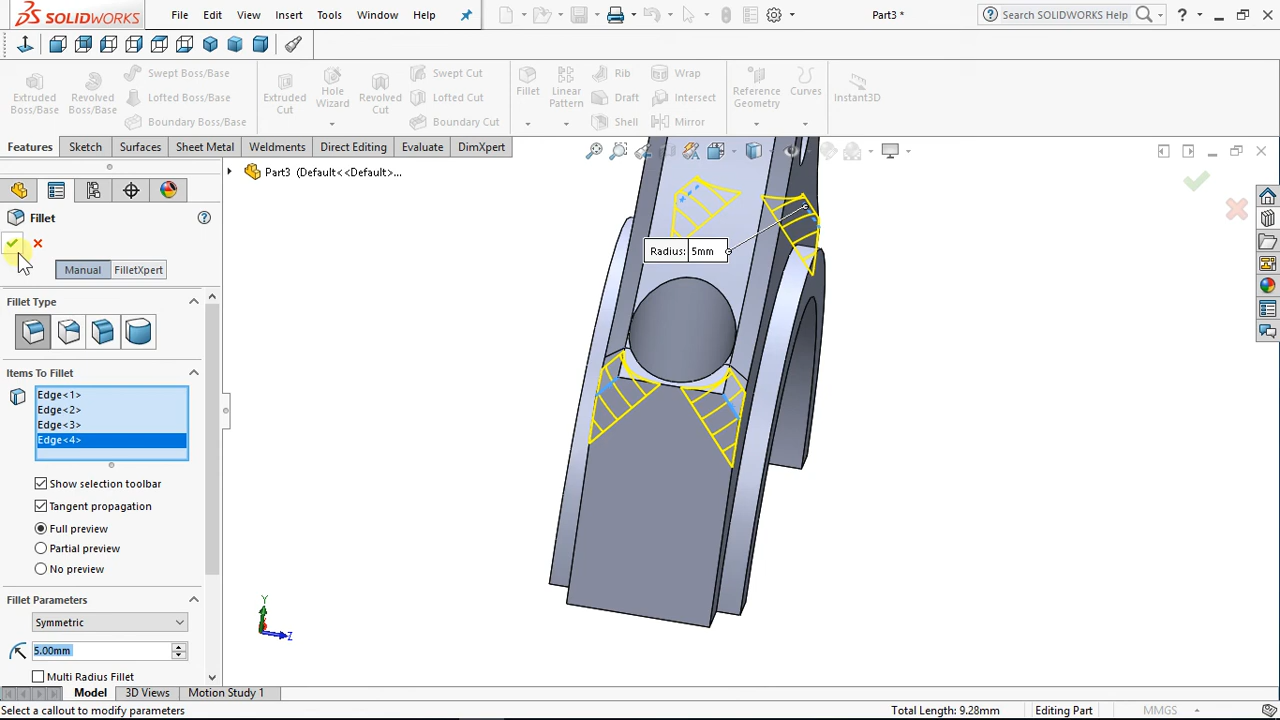 SOLIDWORKS File Edit View Insert Tools Window Help Part3 * Search SOLIDWORKS Help ?
Extruded Boss/Base
Revolved Boss/Base
Swept Boss/Base
Lofted Boss/Base
Boundary Boss/Base
Extruded Cut
Hole Wizard
Revolved Cut
Swept Cut
Lofted Cut
Boundary Cut
Fillet
Linear Pattern
Rib
Draft
Shell
Wrap
Intersect
Mirror
Reference Geometry
Curves
Instant3D
Features Sketch Surfaces Sheet Metal Weldments Direct Editing Evaluate DimXpert
Part3 (Default<<Default>...
Fillet
Manual FilletXpert
Fillet Type
Items To Fillet
Edge<1>
Edge<2>
Edge<3>
Edge<4>
Show selection toolbar
Tangent propagation
Full preview
Partial preview
No preview
Fillet Parameters
Symmetric
5.00mm
Multi Radius Fillet
Radius: 5mm
Y
Z
Model 3D Views Motion Study 1
Select a callout to modify parameters Total Length: 9.28mm Editing Part MMGS